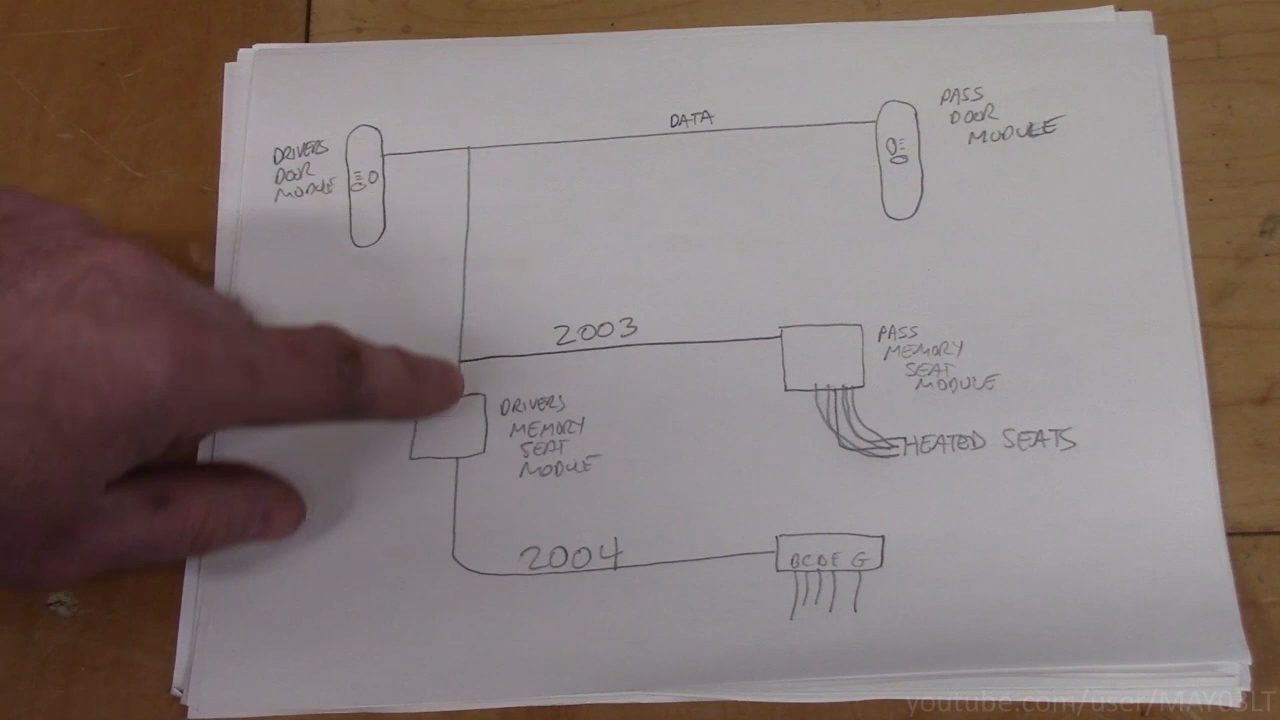 DATA
PASS
DOOR
MODULE
DRIVERS
DOOR
MODULE
2003
PASS
MEMORY
SEAT
MODULE
HEATED SEATS
DRIVERS
MEMORY
SEAT
MODULE
2004
BCDE G
youtube.com/user/MAY03LT